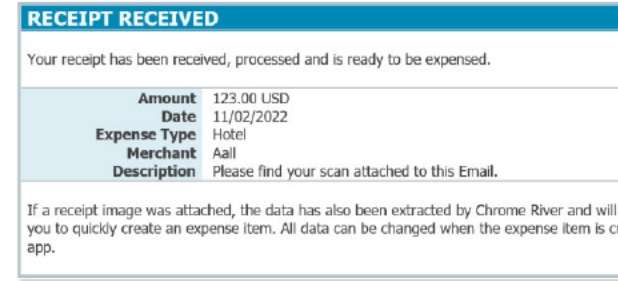 RECEIPT RECEIVED
Your receipt has been received, processed and is ready to be expensed.
Amount 123.00 USD
Date 11/02/2022
Expense Type Hotel
Merchant Aall
Description Please find your scan attached to this Email.
If a receipt image was attached, the data has also been extracted by Chrome River and will
you to quickly create an expense item. All data can be changed when the expense item is
app.